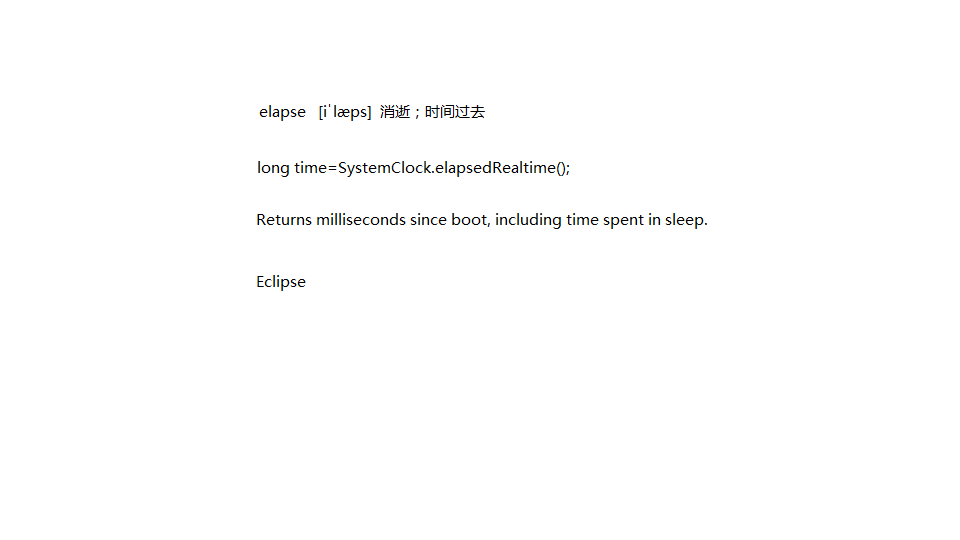 elapse [iˈlæps] 消逝；时间过去
long time=SystemClock.elapsedRealtime();
Returns milliseconds since boot, including time spent in sleep.
Eclipse